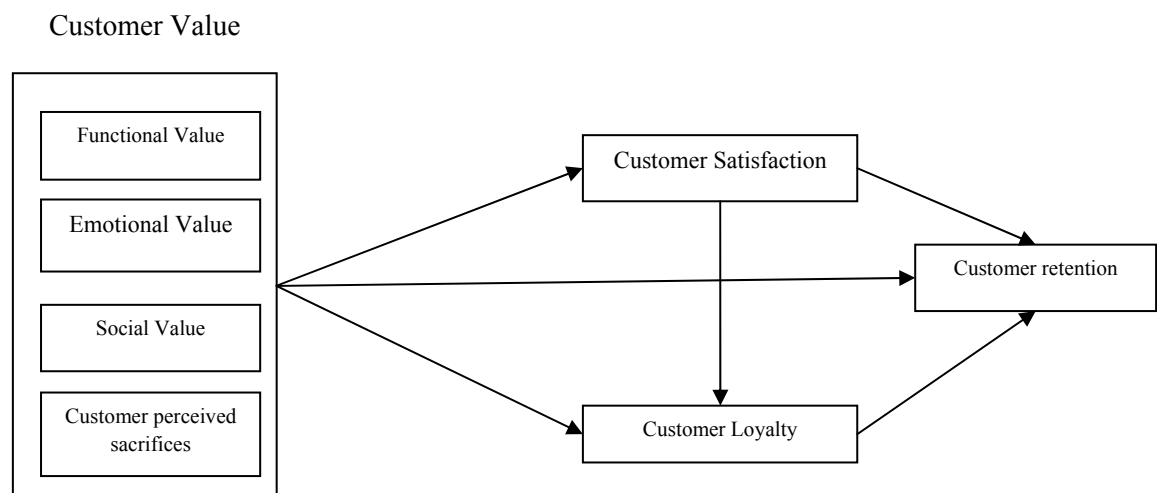 Customer Value
Functional Value
Emotional Value
Social Value
Customer perceived
sacrifices
Customer Satisfaction
Customer Loyalty
Customer retention